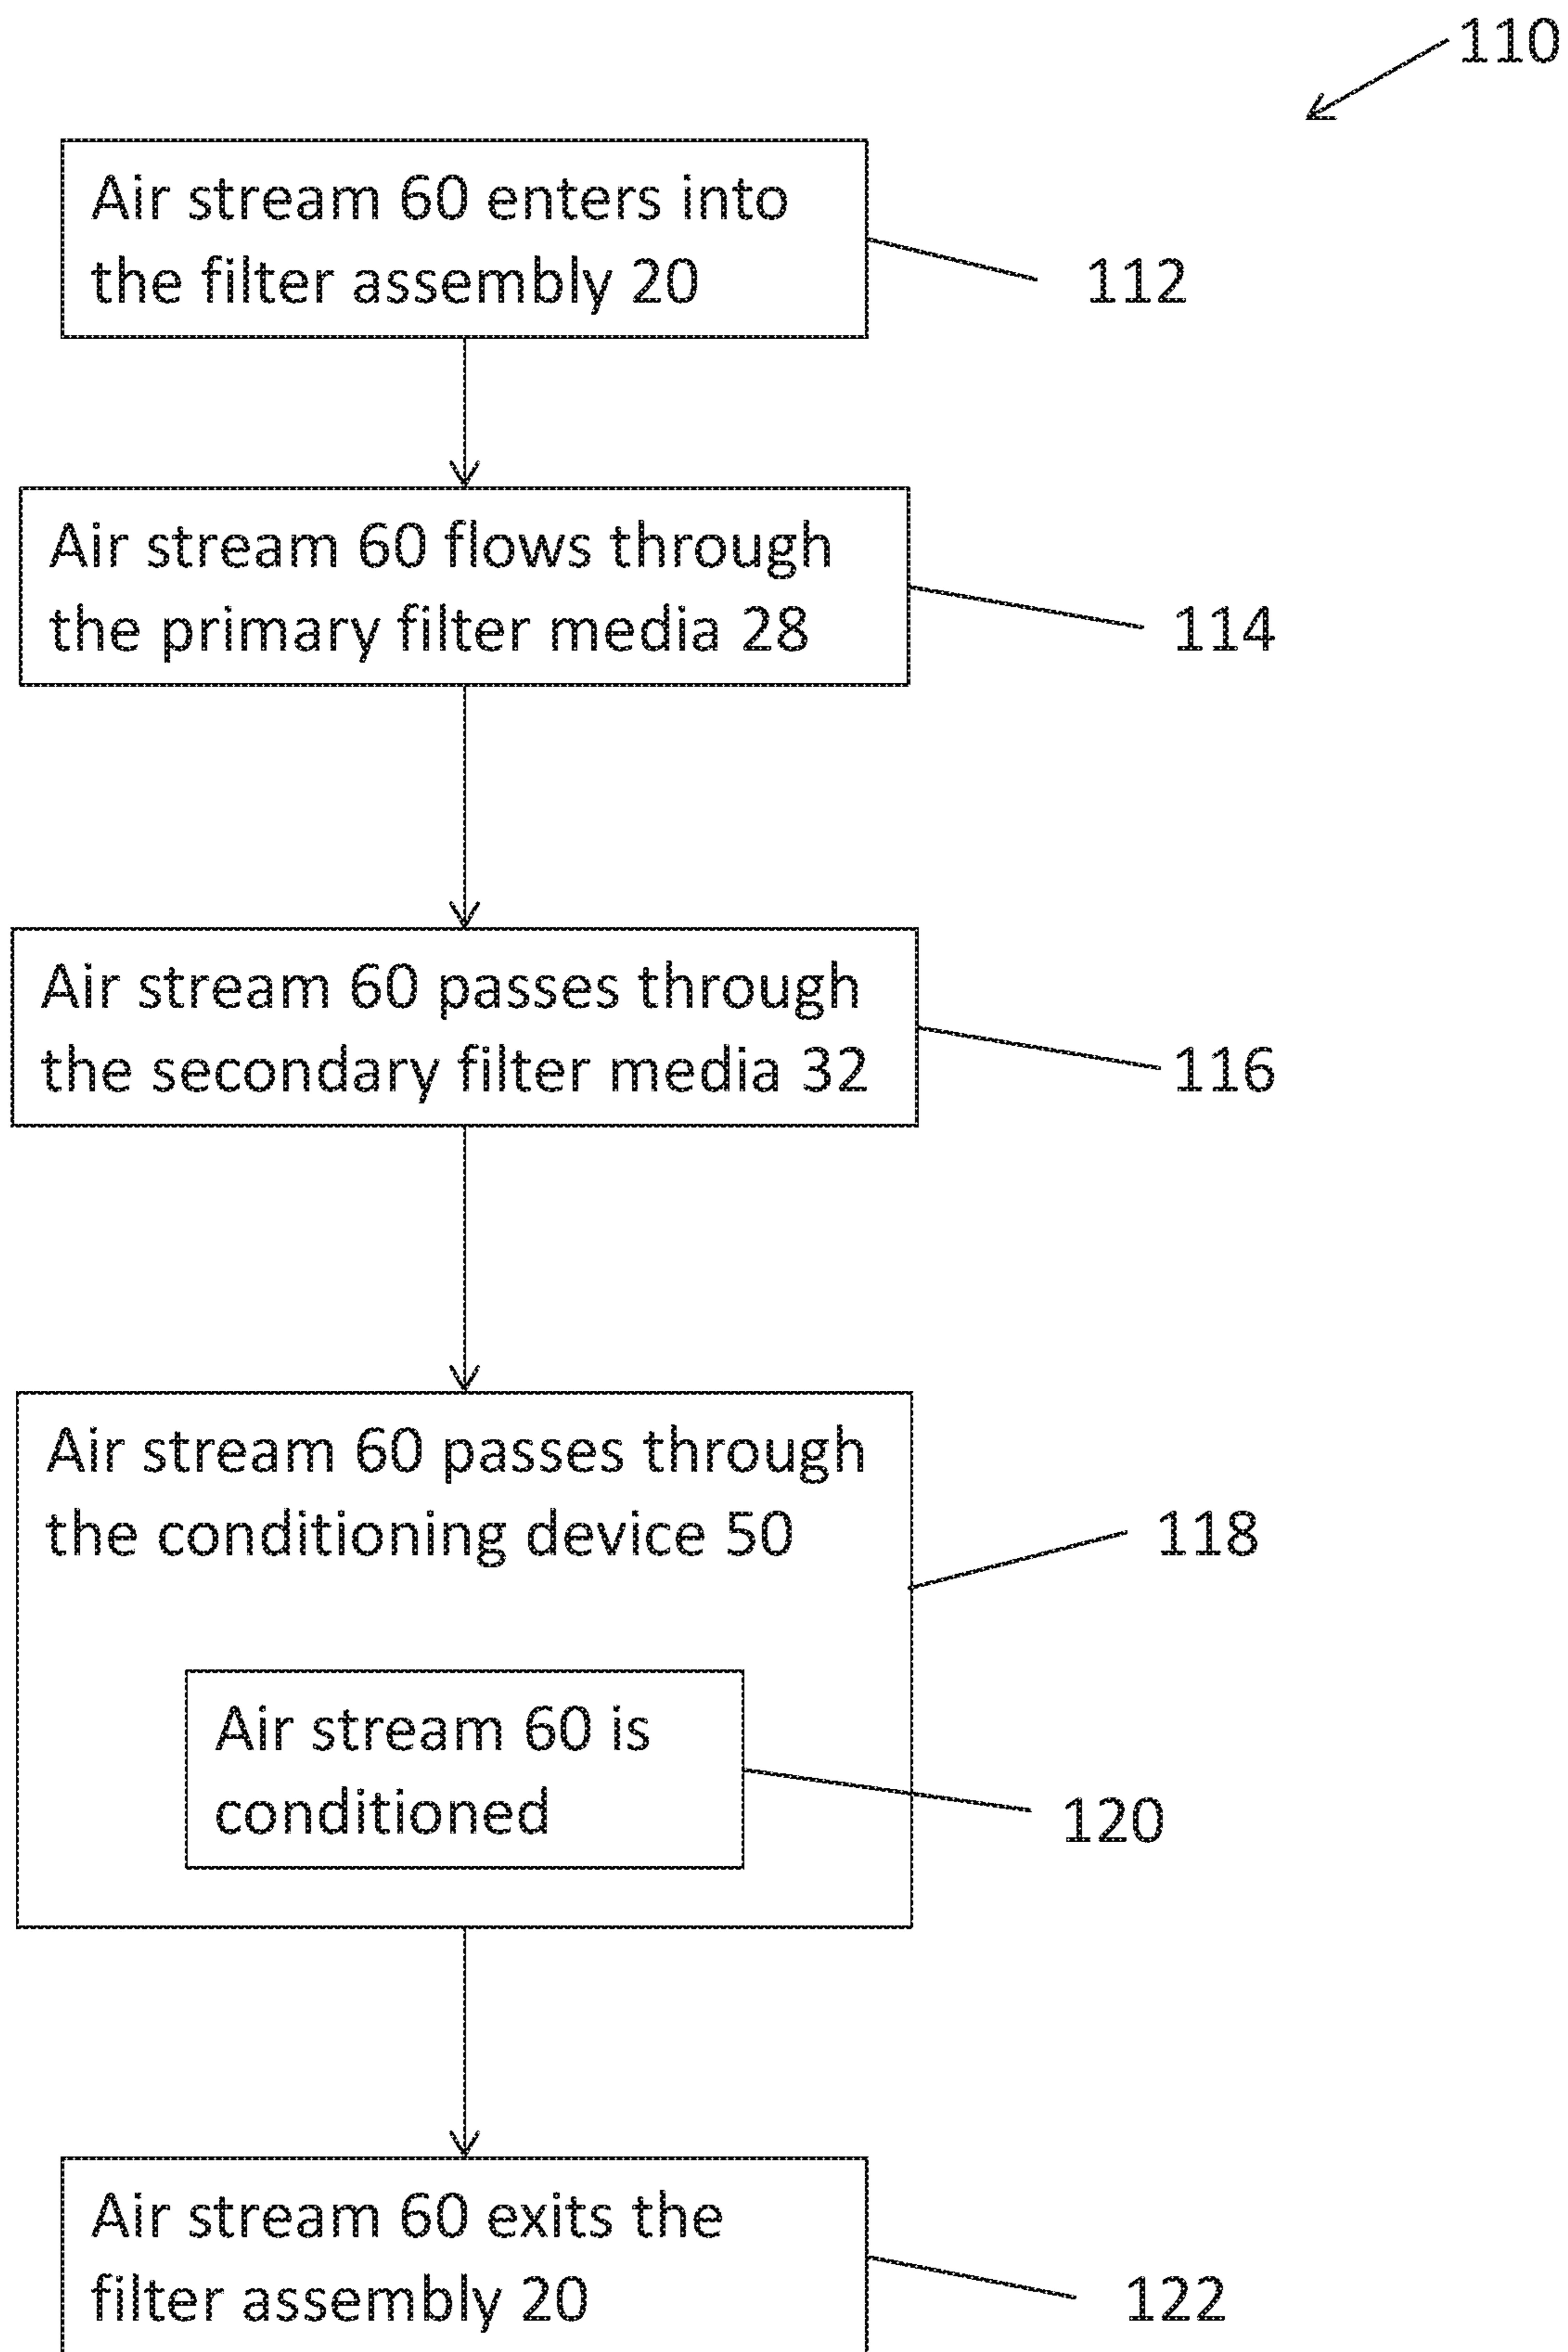 110
Air stream 60 enters into
the filter assembly 20
112
Air stream 60 flows through
the primary filter media 28
114
Air stream 60 passes through
the secondary filter media 32
116
Air stream 60 passes through
the conditioning device 50
118
Air stream 60 is
conditioned
120
Air stream 60 exits the
filter assembly 20
122